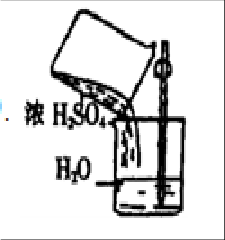 . 浓 H₂SO₄
H₂O